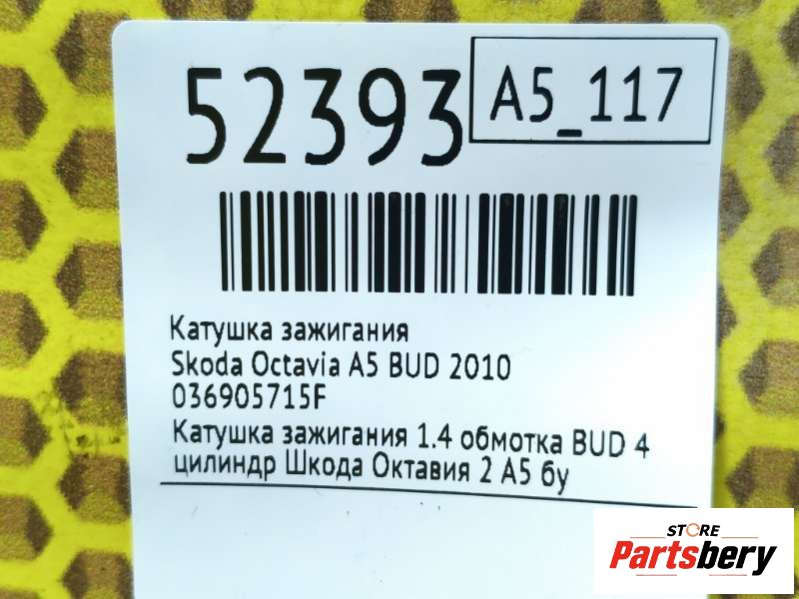 52393
A5_117
Катушка зажигания
Skoda Octavia A5 BUD 2010
036905715F
Катушка зажигания 1.4 обмотка BUD 4
цилиндр Шкода Октавия 2 А5 бу
STORE
Partsbery